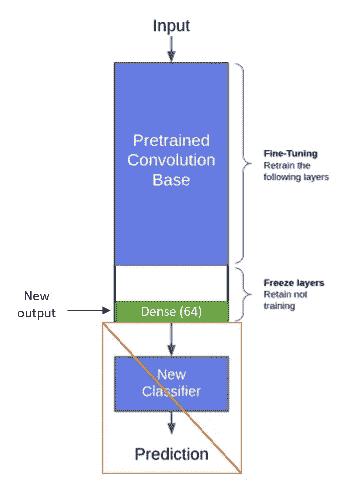 Input
Pretrained
Convolution
Base
Fine-Tuning
Retrain the
following layers
Freeze layers
Retain not
training
New
output
Dense (64)
New
Classifier
Prediction